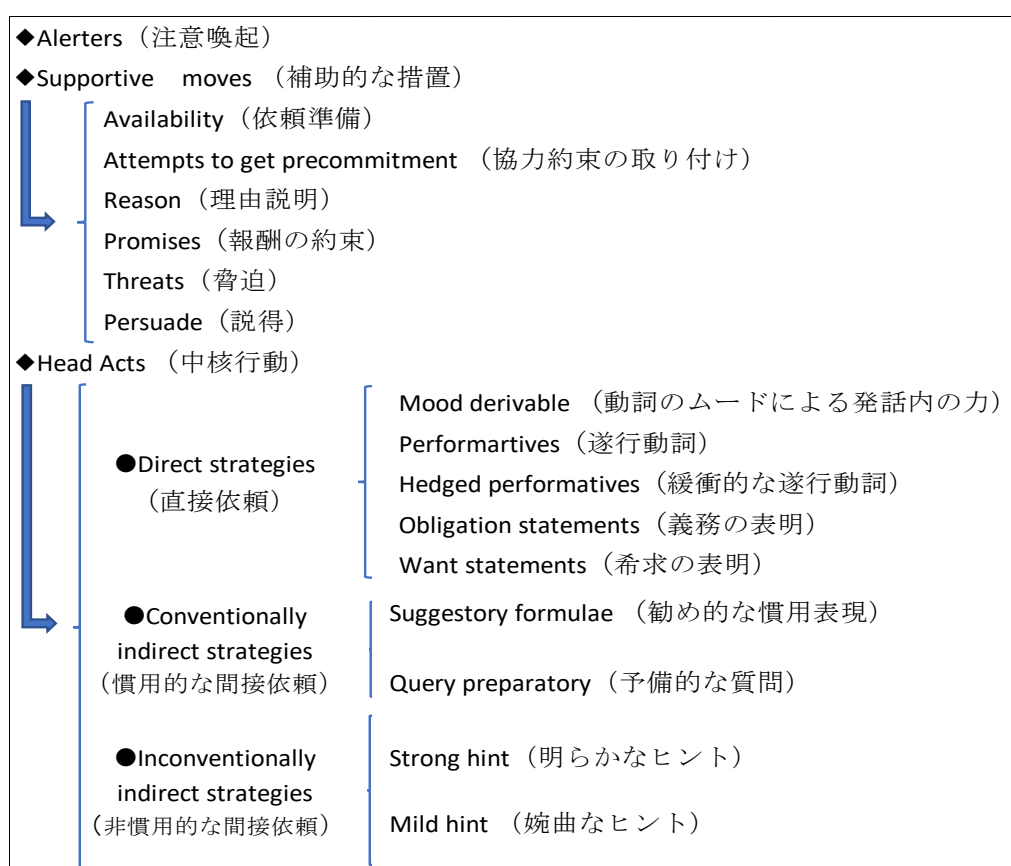 ◆Alerters（注意喚起）
◆Supportive moves（補助的な措置）
Availability（依頼準備）
Attempts to get precommitment（協力約束の取り付け）
Reason（理由説明）
Promises（報酬の約束）
Threats（脅迫）
Persuade（説得）
◆Head Acts（中核行動）
●Direct strategies
（直接依頼）
Mood derivable（動詞のムードによる発話内の力）
Performartives（遂行動詞）
Hedged performatives（緩衝的な遂行動詞）
Obligation statements（義務の表明）
Want statements（希求の表明）
●Conventionally
indirect strategies
（慣用的な間接依頼）
Suggestory formulae（勧め的な慣用表現）
Query preparatory（予備的な質問）
●Inconventionally
indirect strategies
（非慣用的な間接依頼）
Strong hint（明らかなヒント）
Mild hint（婉曲なヒント）